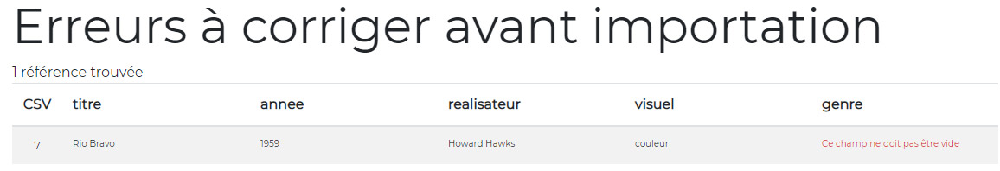 Erreurs à corriger avant importation
1 référence trouvée
CSV titre annee realisateur visuel genre
7 Rio Bravo 1959 Howard Hawks couleur Ce champ ne doit pas être vide